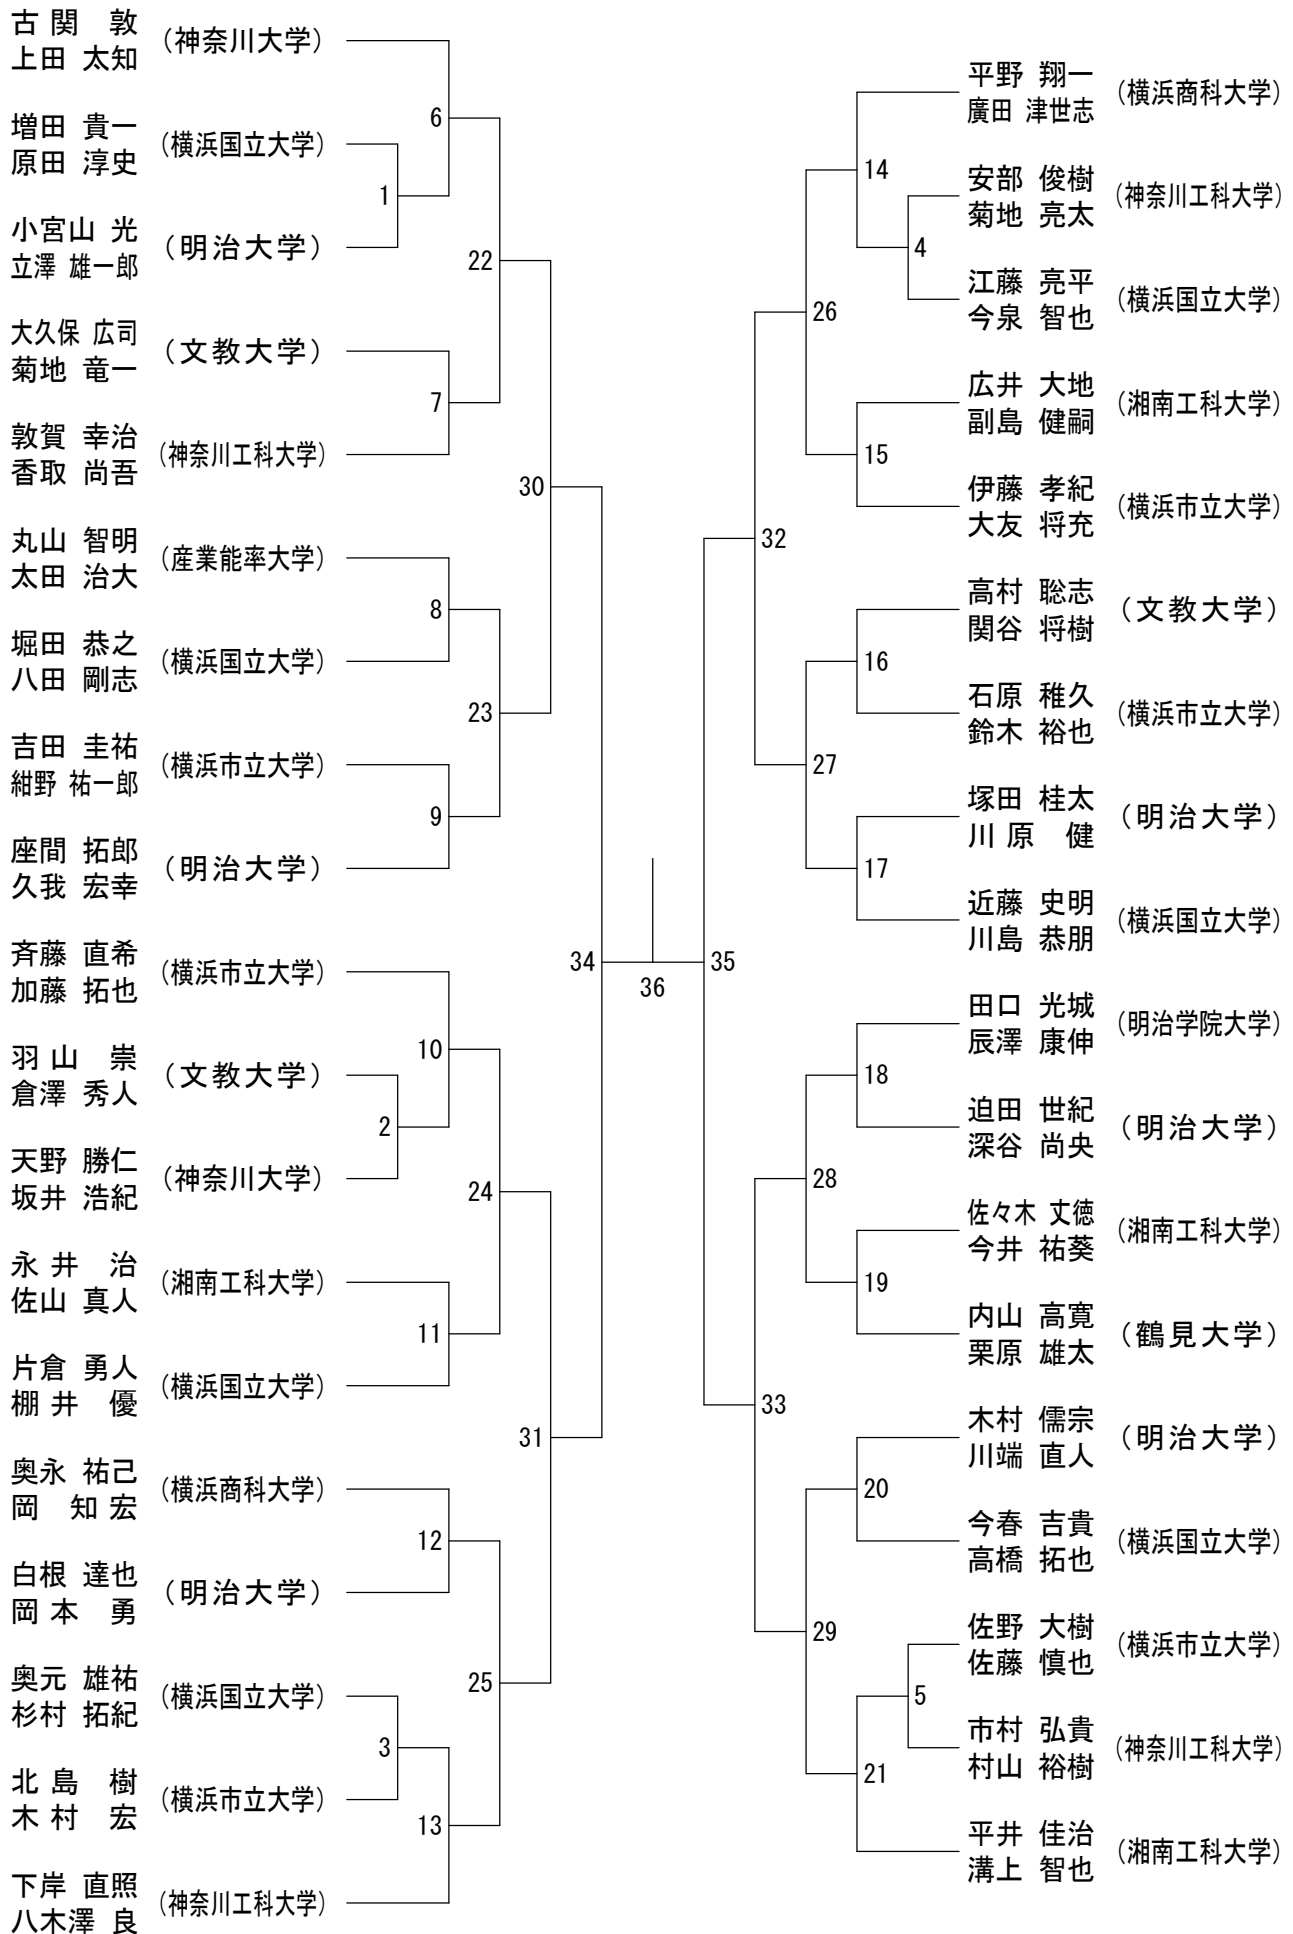 古関 敦
上田 太知
(神奈川大学)
増田 貴一
原田 淳史
(横浜国立大学)
小宮山 光
立澤 雄一郎
(明治大学)
大久保 広司
菊地 竜一
(文教大学)
敦賀 幸治
香取 尚吾
(神奈川工科大学)
丸山 智明
太田 治大
(産業能率大学)
堀田 恭之
八田 剛志
(横浜国立大学)
吉田 圭祐
紺野 祐一郎
(横浜市立大学)
座間 拓郎
久我 宏幸
(明治大学)
斉藤 直希
加藤 拓也
(横浜市立大学)
羽山 崇
倉澤 秀人
(文教大学)
天野 勝仁
坂井 浩紀
(神奈川大学)
永井 治
佐山 真人
(湘南工科大学)
片倉 勇人
棚井 優
(横浜国立大学)
奥永 祐己
岡 知宏
(横浜商科大学)
白根 達也
岡本 勇
(明治大学)
奥元 雄祐
杉村 拓紀
(横浜国立大学)
北島 樹
木村 宏
(横浜市立大学)
下岸 直照
八木澤 良
(神奈川工科大学)
1
2
3
6
7
8
9
10
11
12
13
22
23
24
25
30
31
34
36
35
32
33
26
27
28
29
14
15
16
17
18
19
20
21
4
5
平野 翔一
廣田 津世志
(横浜商科大学)
安部 俊樹
菊地 亮太
(神奈川工科大学)
江藤 亮平
今泉 智也
(横浜国立大学)
広井 大地
副島 健嗣
(湘南工科大学)
伊藤 孝紀
大友 将充
(横浜市立大学)
高村 聡志
関谷 将樹
(文教大学)
石原 稚久
鈴木 裕也
(横浜市立大学)
塚田 桂太
川原 健
(明治大学)
近藤 史明
川島 恭朋
(横浜国立大学)
田口 光城
辰澤 康伸
(明治学院大学)
迫田 世紀
深谷 尚央
(明治大学)
佐々木 丈徳
今井 祐葵
(湘南工科大学)
内山 高寛
栗原 雄太
(鶴見大学)
木村 儒宗
川端 直人
(明治大学)
今春 吉貴
高橋 拓也
(横浜国立大学)
佐野 大樹
佐藤 慎也
(横浜市立大学)
市村 弘貴
村山 裕樹
(神奈川工科大学)
平井 佳治
溝上 智也
(湘南工科大学)